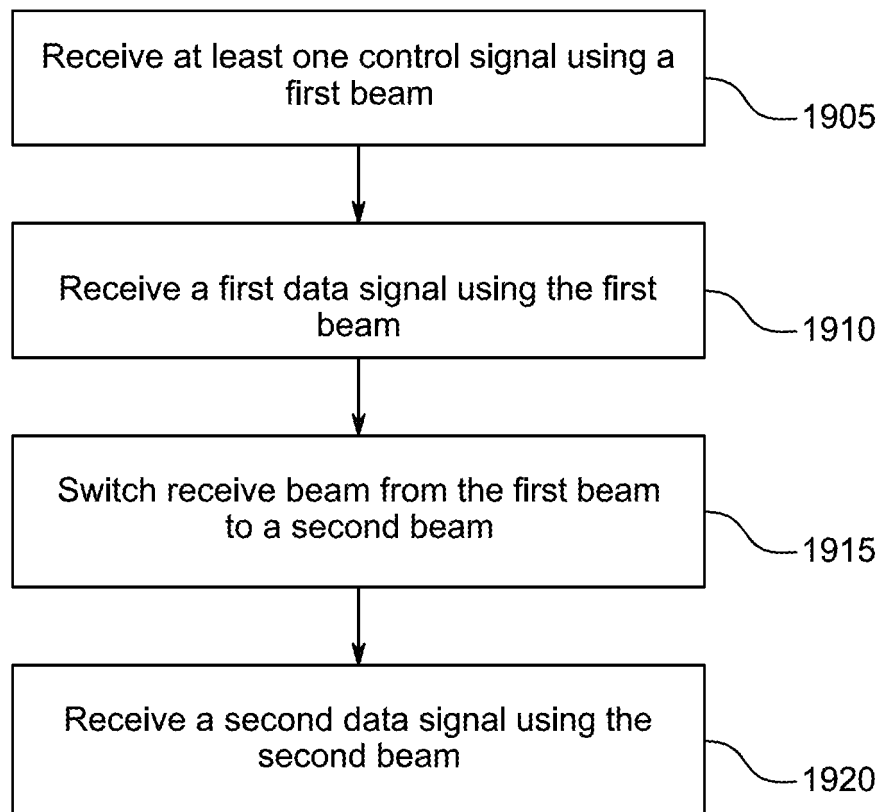 Receive at least one control signal using a
first beam
1905
Receive a first data signal using the first
beam
1910
Switch receive beam from the first beam
to a second beam
1915
Receive a second data signal using the
second beam
1920